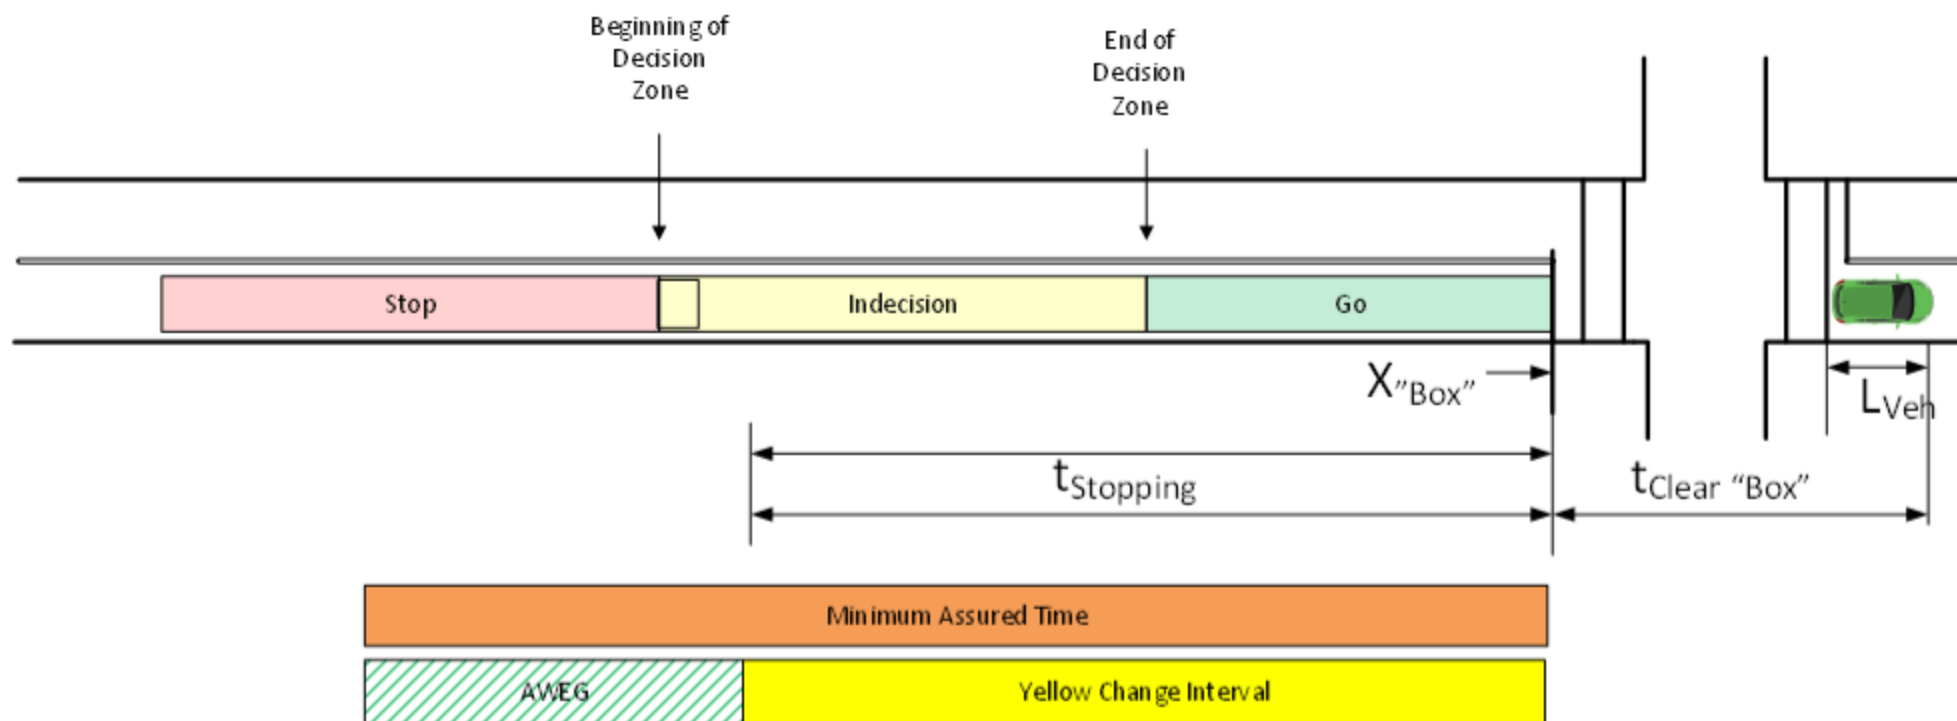 Beginning of
Decision
Zone
End of
Decision
Zone
Stop
Indecision
Go
X"Box"
LVeh
tStopping
tClear "Box"
Minimum Assured Time
AWEG
Yellow Change Interval